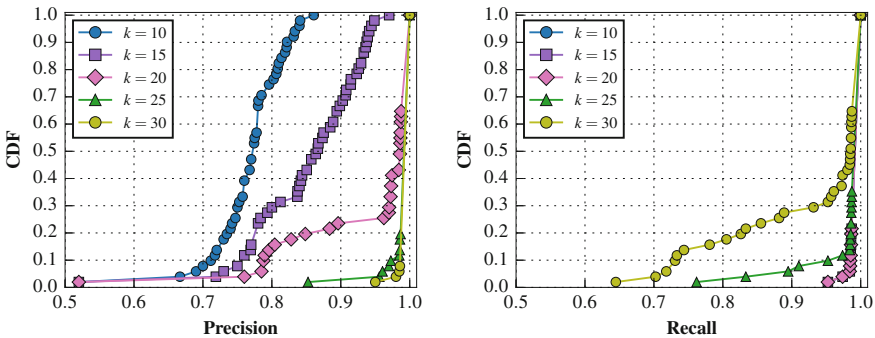 1.0
0.9
0.8
0.7
0.6
0.5
0.4
0.3
0.2
0.1
0.0
CDF
k = 10
k = 15
k = 20
k = 25
k = 30
0.5 0.6 0.7 0.8 0.9 1.0
Precision
1.0
0.9
0.8
0.7
0.6
0.5
0.4
0.3
0.2
0.1
0.0
CDF
k = 10
k = 15
k = 20
k = 25
k = 30
0.5 0.6 0.7 0.8 0.9 1.0
Recall